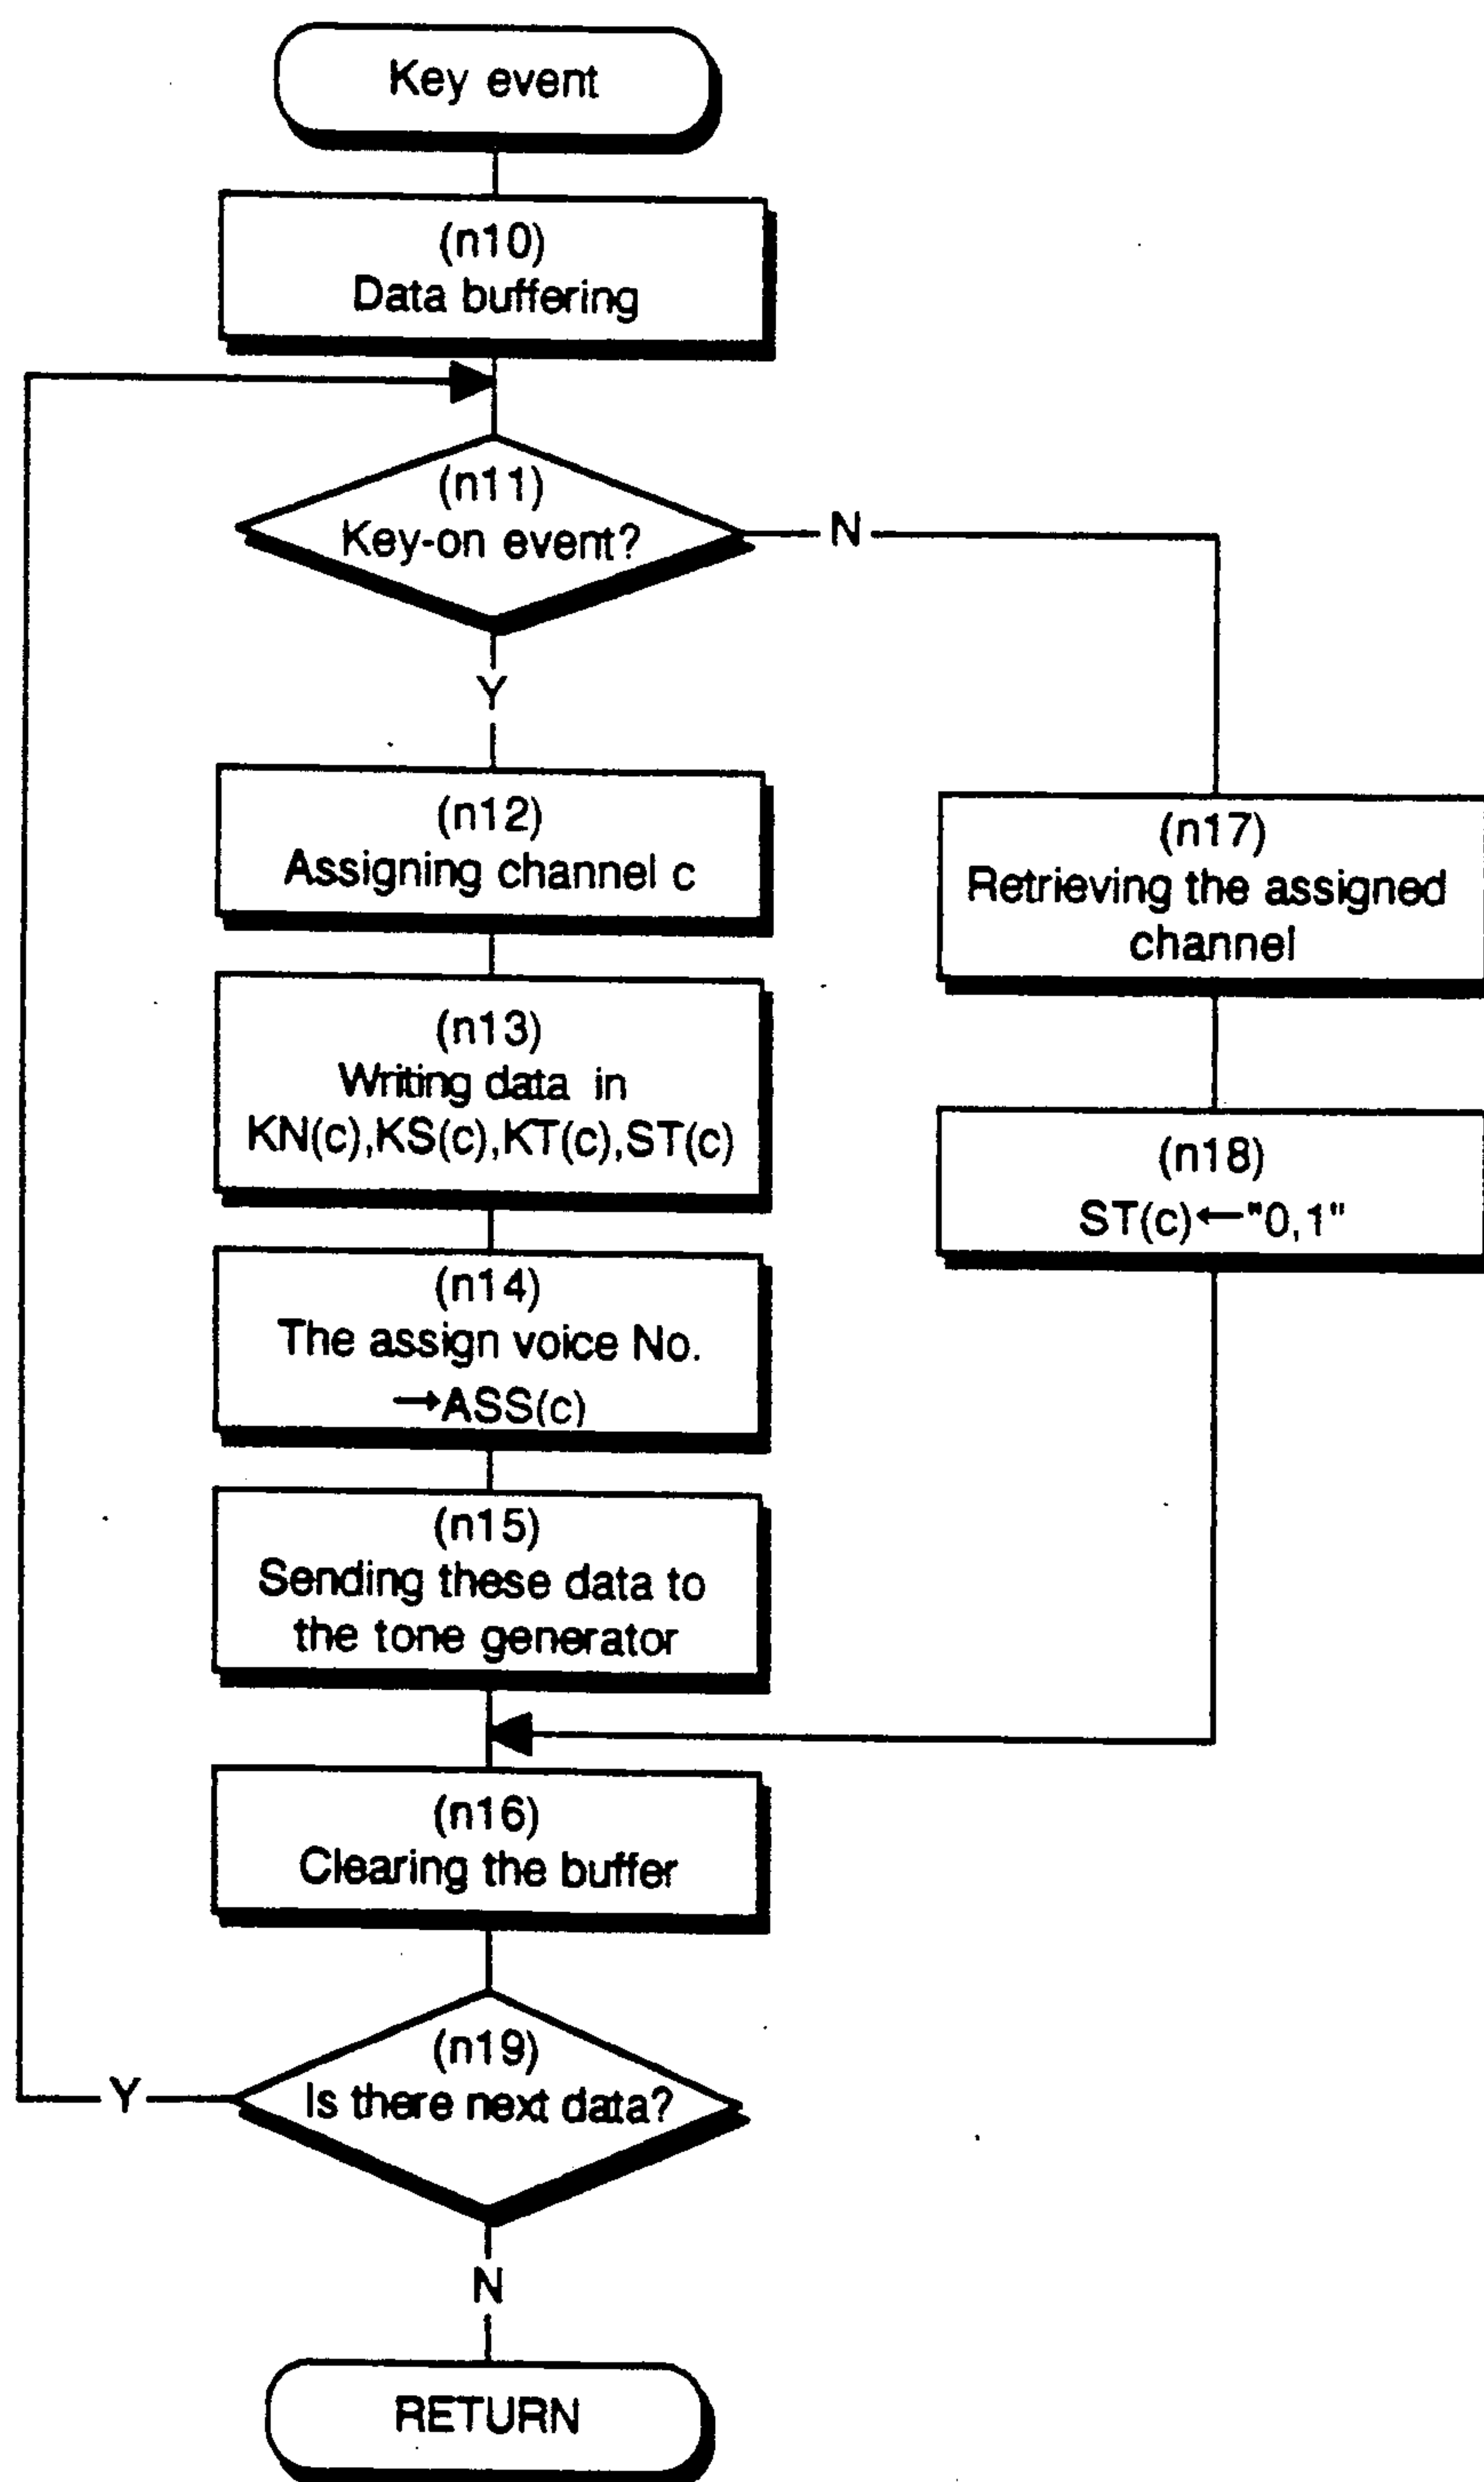 Key event
(n10)
Data buffering
(n11)
Key-on event?
N
Y
(n12)
Assigning channel c
(n13)
Writing data in
KN(c),KS(c),KT(c),ST(c)
(n14)
The assign voice No.
→ASS(c)
(n15)
Sending these data to
the tone generator
(n17)
Retrieving the assigned
channel
(n18)
ST(c)←"0,1"
(n16)
Clearing the buffer
(n19)
Is there next data?
Y
N
RETURN